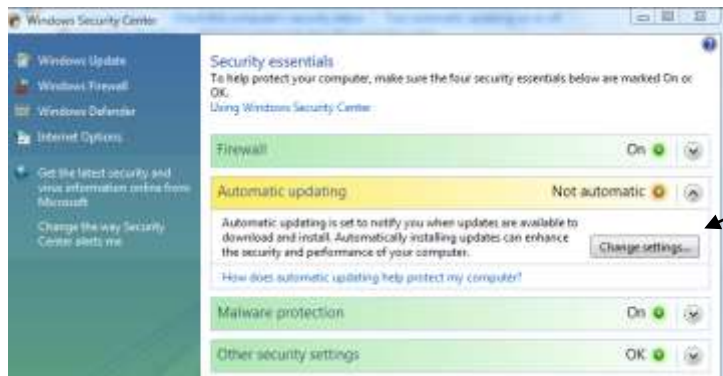 Windows Security Center
Windows Update
Windows Firewall
Windows Defender
Internet Options
Get the latest security and
virus information online from
Microsoft
Change the way Security
Center alerts me
Security essentials
To help protect your computer, make sure the four security essentials below are marked On or
OK.
Using Windows Security Center
Firewall On
Automatic updating Not automatic
Automatic updating is set to notify you when updates are available to
download and install. Automatically installing updates can enhance
the security and performance of your computer.
Change settings...
How does automatic updating help protect my computer?
Malware protection On
Other security settings OK